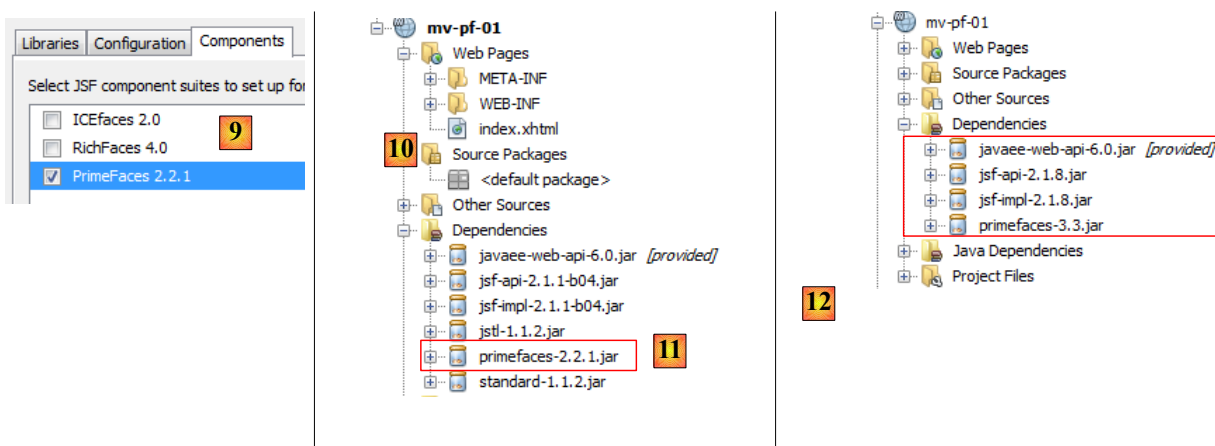 Libraries Configuration Components
Select JSF component suites to set up for
ICEfaces 2.0
RichFaces 4.0
PrimeFaces 2.2.1
9
mv-pf-01
Web Pages
META-INF
WEB-INF
index.xhtml
10
Source Packages
<default package>
Other Sources
Dependencies
javaee-web-api-6.0.jar [provided]
jsf-api-2.1.1-b04.jar
jsf-impl-2.1.1-b04.jar
jstl-1.1.2.jar
primefaces-2.2.1.jar
11
standard-1.1.2.jar
mv-pf-01
Web Pages
Source Packages
Other Sources
Dependencies
javaee-web-api-6.0.jar [provided]
jsf-api-2.1.8.jar
jsf-impl-2.1.8.jar
primefaces-3.3.jar
Java Dependencies
Project Files
12